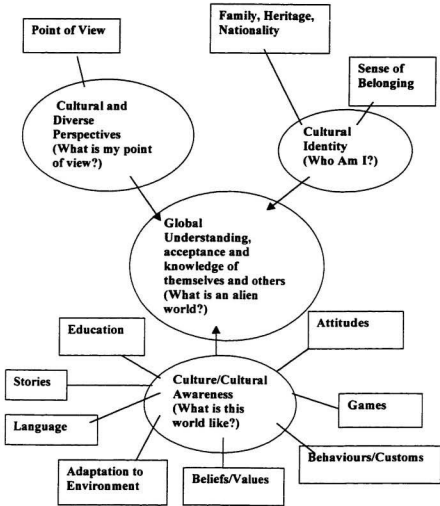 Point of View
Family, Heritage,
Nationality
Sense of
Belonging
Cultural and
Diverse
Perspectives
(What is my point
of view?)
Cultural
Identity
(Who Am I?)
Global
Understanding,
acceptance and
knowledge of
themselves and others
(What is an alien
world?)
Education
Attitudes
Stories
Culture/Cultural
Awareness
(What is this
world like?)
Games
Language
Adaptation to
Environment
Beliefs/Values
Behaviours/Customs